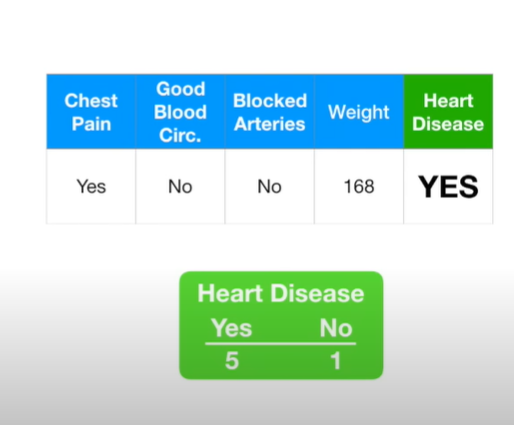 Chest Pain
Good Blood Circ.
Blocked Arteries
Weight
Heart Disease
Yes
No
No
168
YES
Heart Disease
Yes No
5 1